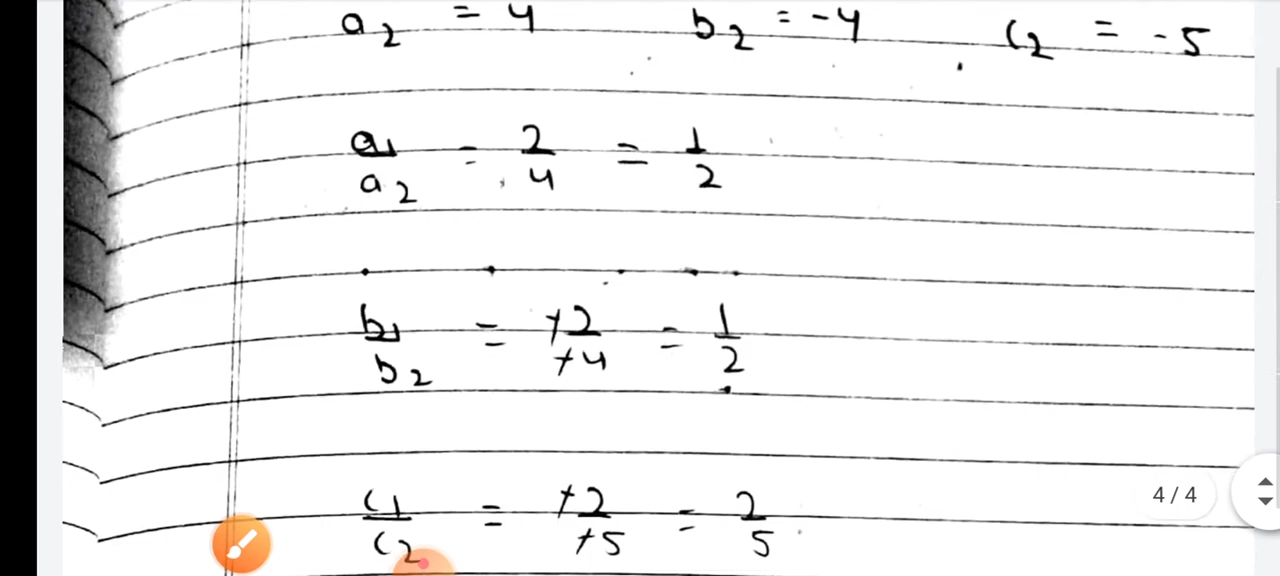 a2 = 4 b2 = -4 c2 = -5
a1/a2 = 2/4 = 1/2
b1/b2 = +2/+4 = 1/2
4 / 4
c1/c2 = +2/+5 = 2/5